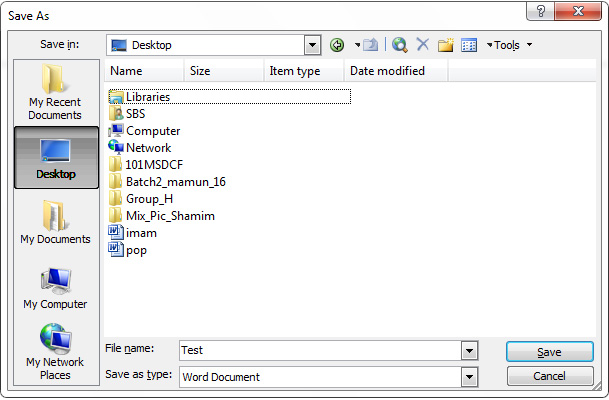 Save As
?
Save in:
Desktop
Tools
My Recent
Documents
Desktop
My Documents
My Computer
My Network
Places
Name Size Item type Date modified
Libraries
SBS
Computer
Network
101MSDCF
Batch2_mamun_16
Group_H
Mix_Pic_Shamim
imam
pop
File name: Test Save
Save as type: Word Document Cancel